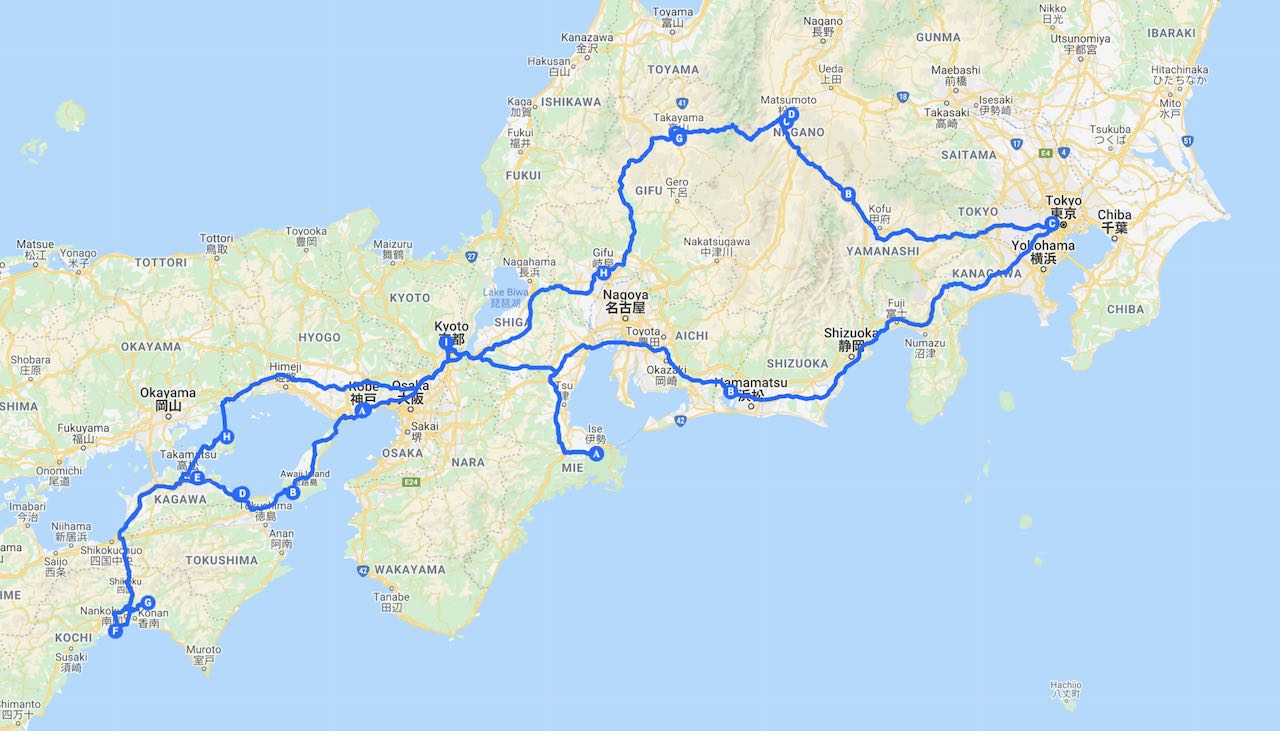 Toyama
富山
Nagano
長野
Nikko
日光
Utsunomiya
宇都宮
GUNMA
IBARAKI
Kanazawa
金沢
Hakusan
白山
TOYAMA
Ueda
上田
Maebashi
前橋
Hitachinaka
ひたちなか
Kaga
加賀
ISHIKAWA
41
Matsumoto
D
18
Isesaki
伊勢崎
Takasaki
高崎
Mito
水戸
Takayama
G
NAGANO
Fukui
福井
17
E4
4
Tsukuba
つくば
51
SAITAMA
FUKUI
GIFU
Gero
下呂
B
Kofu
甲府
TOKYO
Tokyo
東京
C
Chiba
千葉
Matsue
松江
Yonago
米子
Tottori
鳥取
Toyooka
豊岡
Maizuru
舞鶴
27
Nagahama
長浜
Gifu
岐阜
H
Nakatsugawa
中津川
YAMANASHI
Yokohama
横浜
KANAGAWA
TOTTORI
KYOTO
Lake Biwa
琵琶湖
SHIGA
Nagoya
名古屋
Fuji
富士
CHIBA
Kyoto
京都
I
HYOGO
OKAYAMA
Toyota
豊田
AICHI
Shizuoka
静岡
Numazu
沼津
Shobara
庄原
Himeji
姫路
Okazaki
岡崎
SHIZUOKA
Okayama
岡山
Kobe
神戸
A
Osaka
大阪
Tsu
津
Hamamatsu
浜松
B
SHIMA
Fukuyama
福山
Sakai
堺
42
Ise
伊勢
A
H
Takamatsu
OSAKA
NARA
MIE
Onomichi
尾道
E
Awaji Island
E24
KAGAWA
D
B
Tokushima
徳島
Imabari
今治
Niihama
新居浜
Anan
阿南
ama
Shikokuchuo
四国中央
Saijo
西条
TOKUSHIMA
42
WAKAYAMA
Tanabe
田辺
IME
G
Konan
香南
F
KOCHI
Susaki
須崎
Muroto
室戸
Shimanto
四万十
Hachijo
八丈町